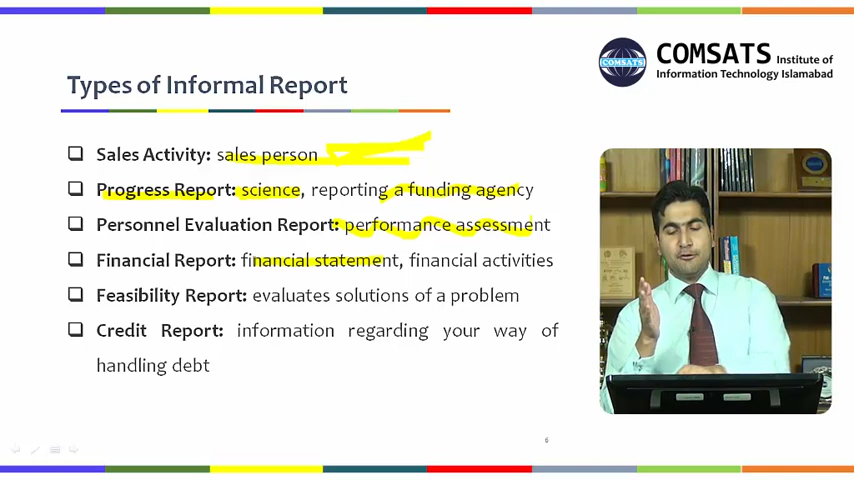 COMSATS
COMSATS Institute of
Information Technology Islamabad
Types of Informal Report
Sales Activity: sales person
Progress Report: science, reporting a funding agency
Personnel Evaluation Report: performance assessment
Financial Report: financial statement, financial activities
Feasibility Report: evaluates solutions of a problem
Credit Report: information regarding your way of
handling debt
6